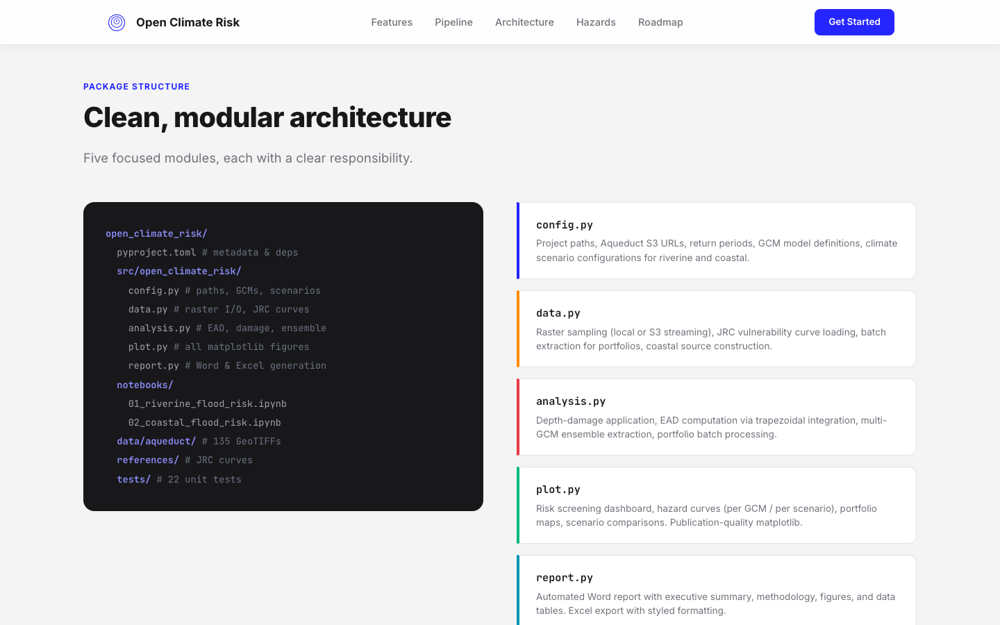 Open Climate Risk
Features
Pipeline
Architecture
Hazards
Roadmap
Get Started
PACKAGE STRUCTURE
Clean, modular architecture
Five focused modules, each with a clear responsibility.
open_climate_risk/
pyproject.toml # metadata & deps
src/open_climate_risk/
config.py # paths, GCMs, scenarios
data.py # raster I/O, JRC curves
analysis.py # EAD, damage, ensemble
plot.py # all matplotlib figures
report.py # Word & Excel generation
notebooks/
01_riverine_flood_risk.ipynb
02_coastal_flood_risk.ipynb
data/aqueduct/ # 135 GeoTIFFs
references/ # JRC curves
tests/ # 22 unit tests
config.py
Project paths, Aqueduct S3 URLs, return periods, GCM model definitions, climate
scenario configurations for riverine and coastal.
data.py
Raster sampling (local or S3 streaming), JRC vulnerability curve loading, batch
extraction for portfolios, coastal source construction.
analysis.py
Depth-damage application, EAD computation via trapezoidal integration, multi-
GCM ensemble extraction, portfolio batch processing.
plot.py
Risk screening dashboard, hazard curves (per GCM / per scenario), portfolio
maps, scenario comparisons. Publication-quality matplotlib.
report.py
Automated Word report with executive summary, methodology, figures, and data
tables. Excel export with styled formatting.